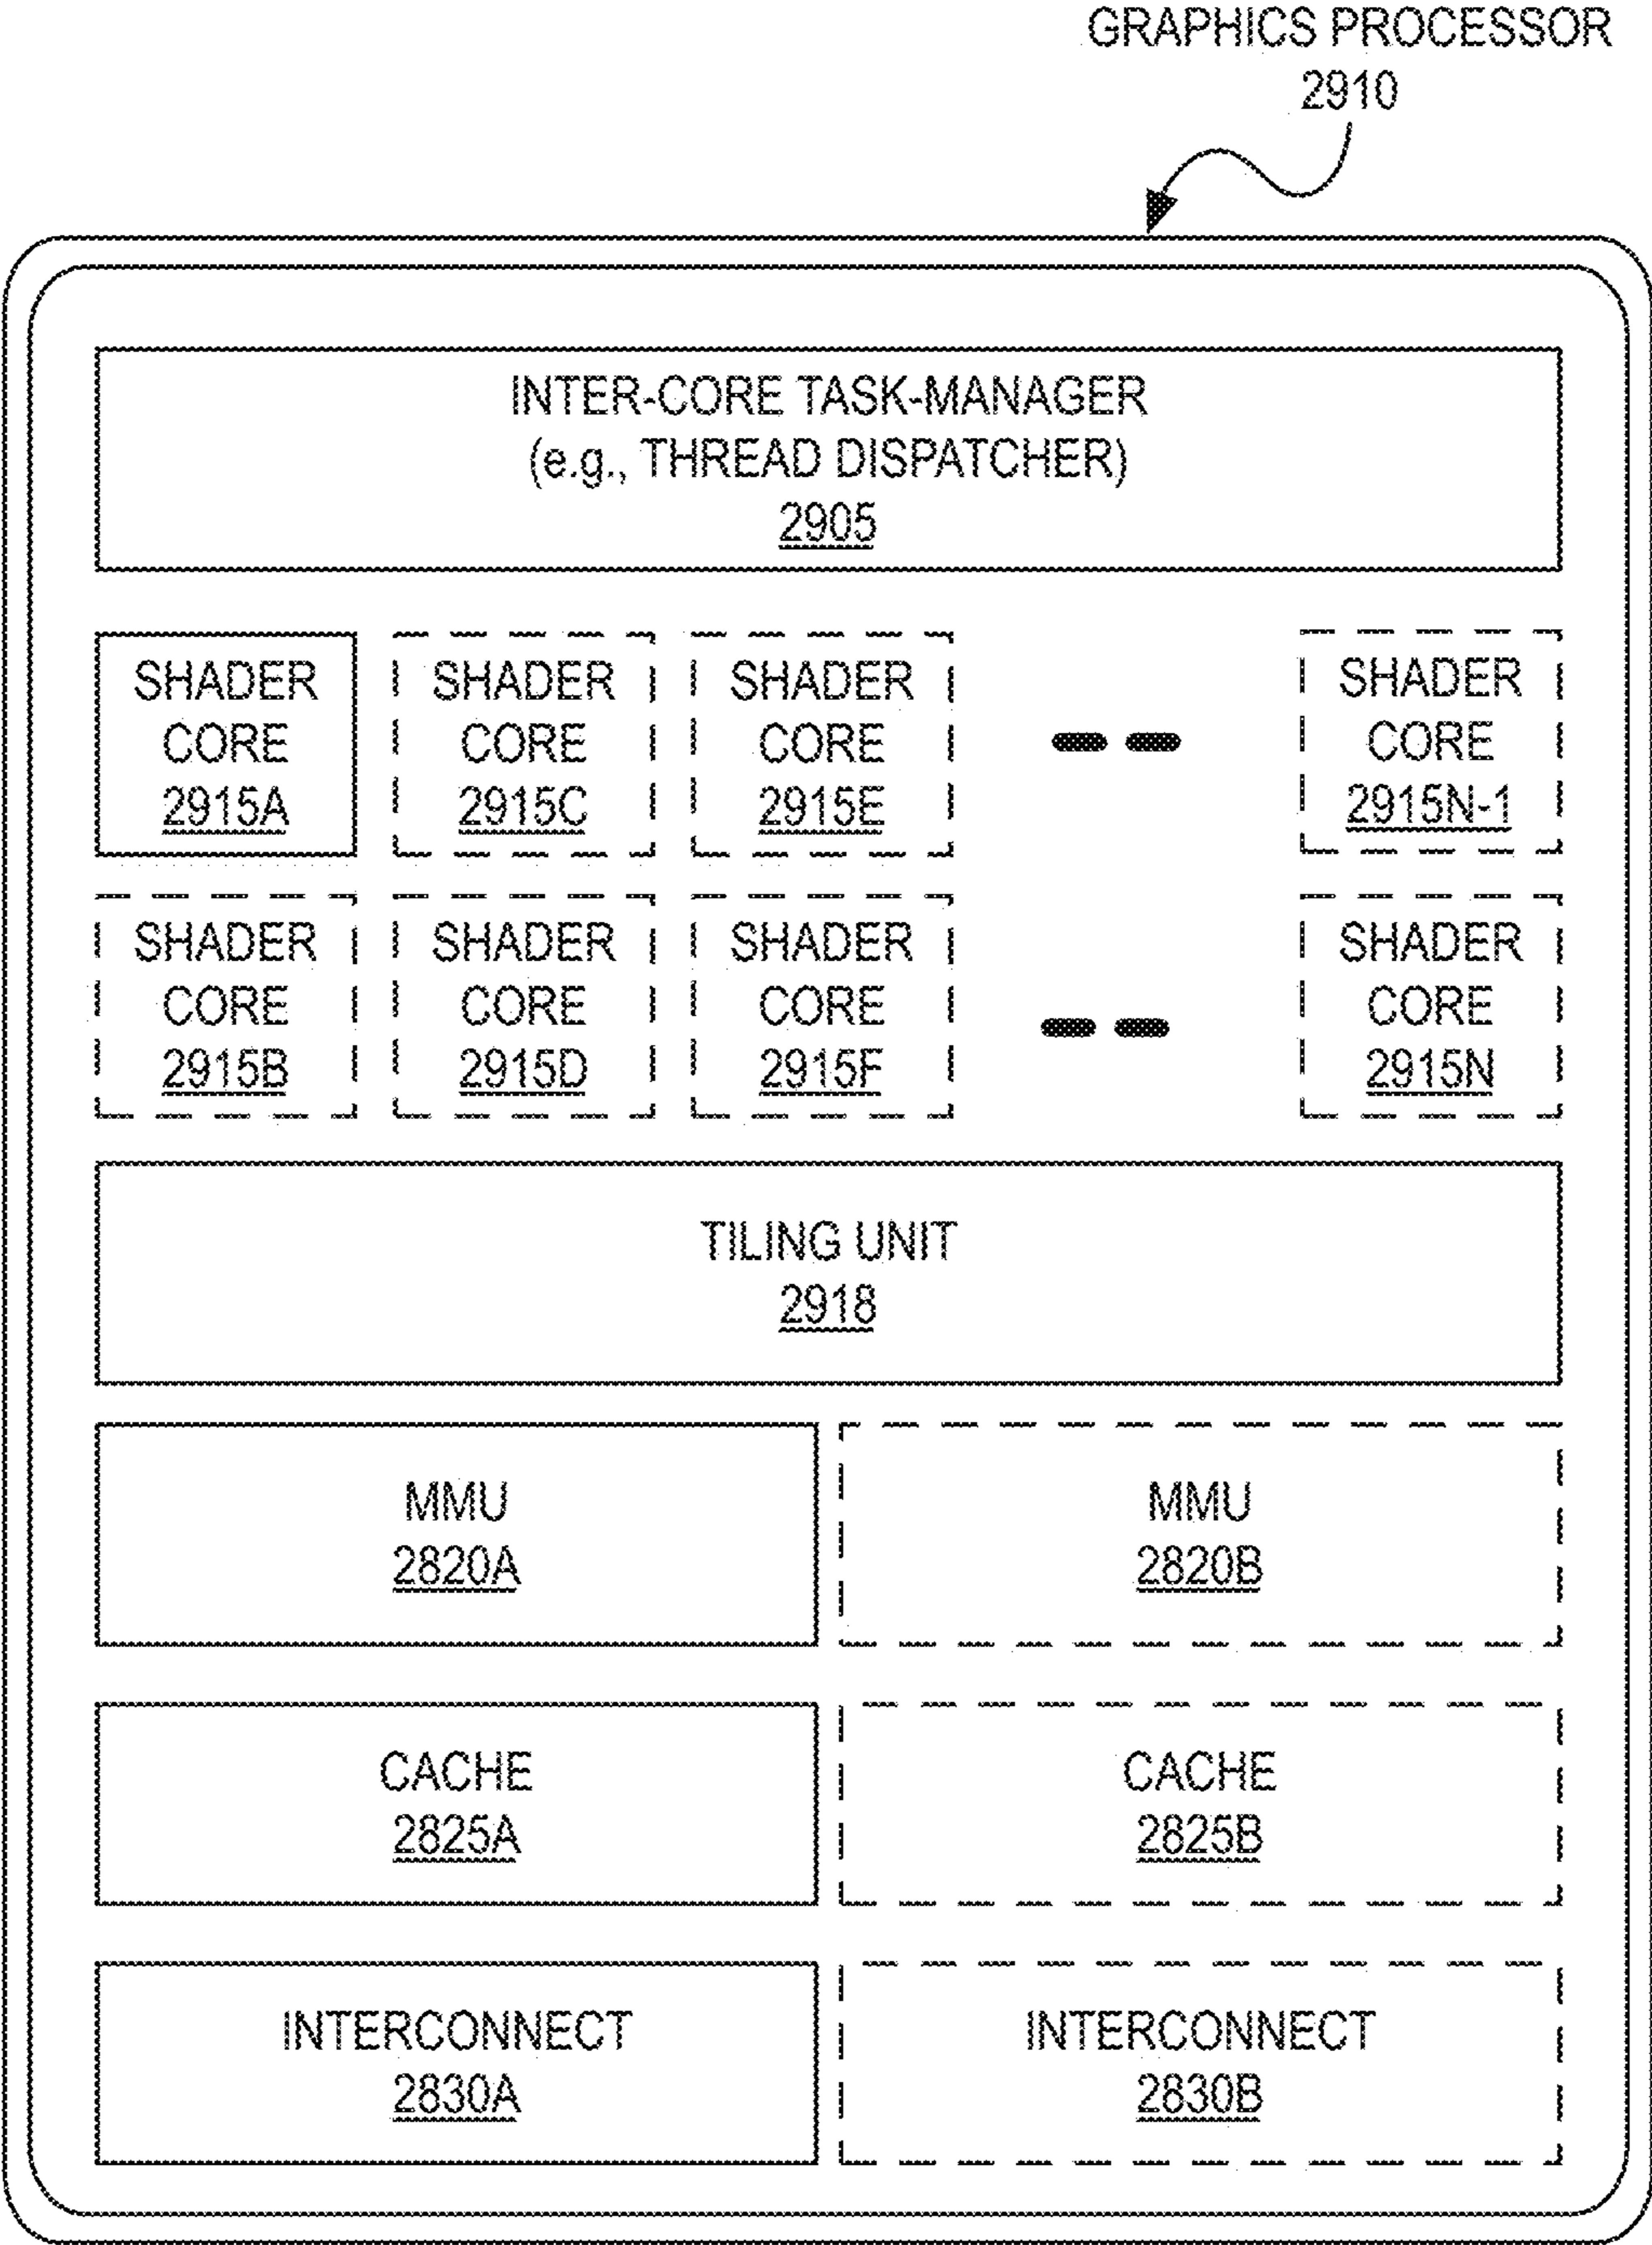 GRAPHICS PROCESSOR
2910
INTER-CORE TASK-MANAGER
(e.g., THREAD DISPATCHER)
2905
SHADER
CORE
2915A
SHADER
CORE
2915C
SHADER
CORE
2915E
SHADER
CORE
2915N-1
SHADER
CORE
2915B
SHADER
CORE
2915D
SHADER
CORE
2915F
SHADER
CORE
2915N
TILING UNIT
2918
MMU
2820A
MMU
2820B
CACHE
2825A
CACHE
2825B
INTERCONNECT
2830A
INTERCONNECT
2830B